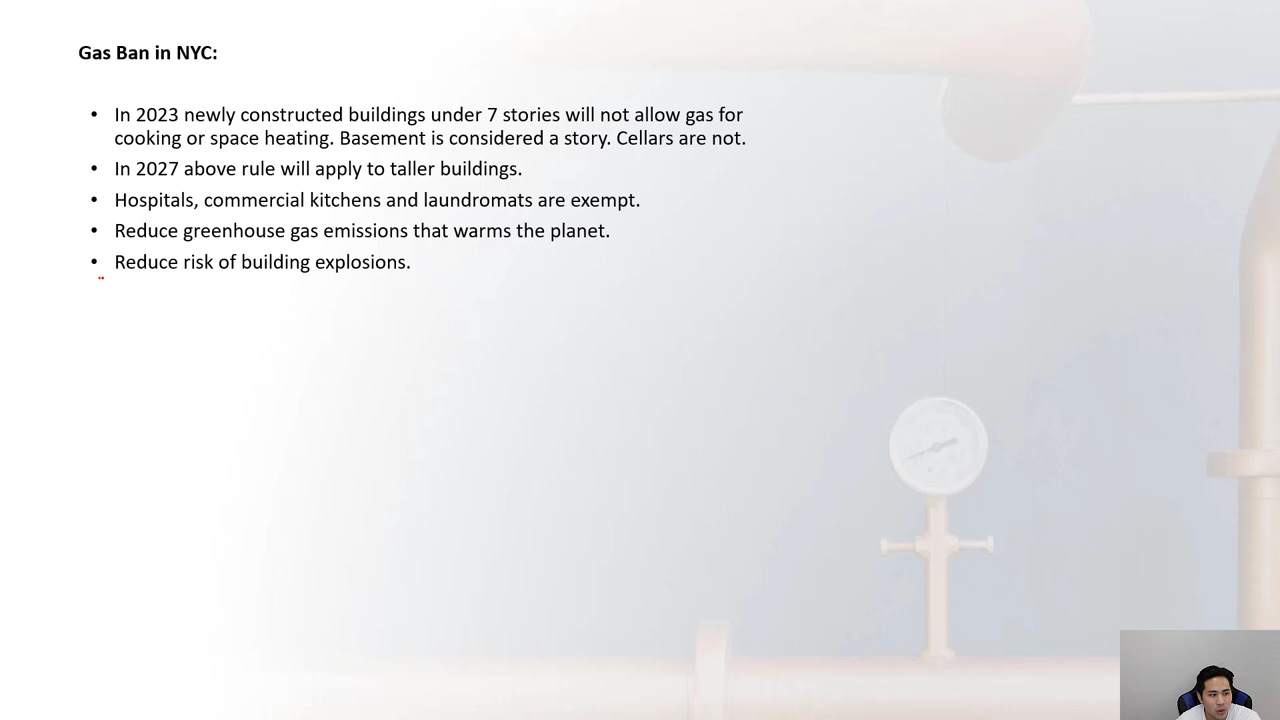 Gas Ban in NYC:
• In 2023 newly constructed buildings under 7 stories will not allow gas for
cooking or space heating. Basement is considered a story. Cellars are not.
• In 2027 above rule will apply to taller buildings.
• Hospitals, commercial kitchens and laundromats are exempt.
• Reduce greenhouse gas emissions that warms the planet.
• Reduce risk of building explosions.